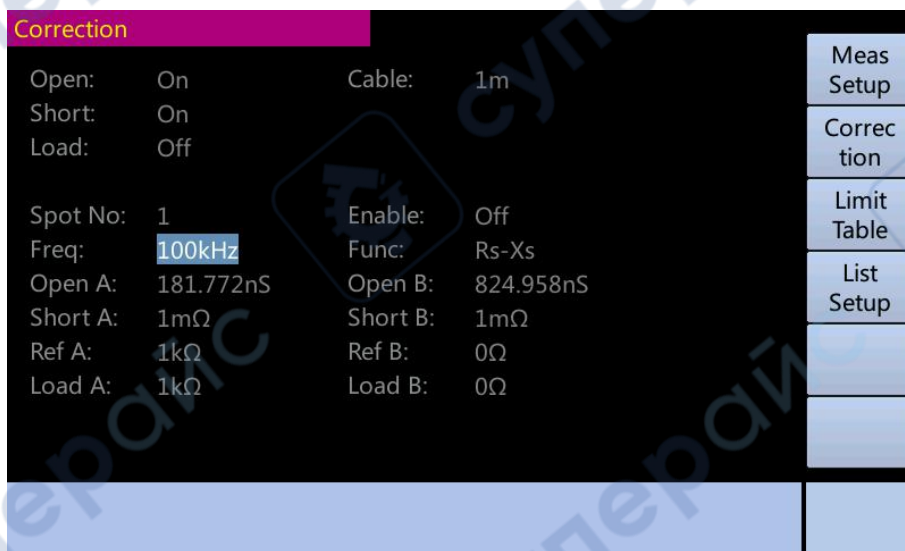 Correction
Open: On Cable: 1m
Short: On
Load: Off
Spot No: 1 Enable: Off
Freq: 100kHz Func: Rs-Xs
Open A: 181.772nS Open B: 824.958nS
Short A: 1mΩ Short B: 1mΩ
Ref A: 1kΩ Ref B: 0Ω
Load A: 1kΩ Load B: 0Ω
Meas
Setup
Correc
tion
Limit
Table
List
Setup
суперайс